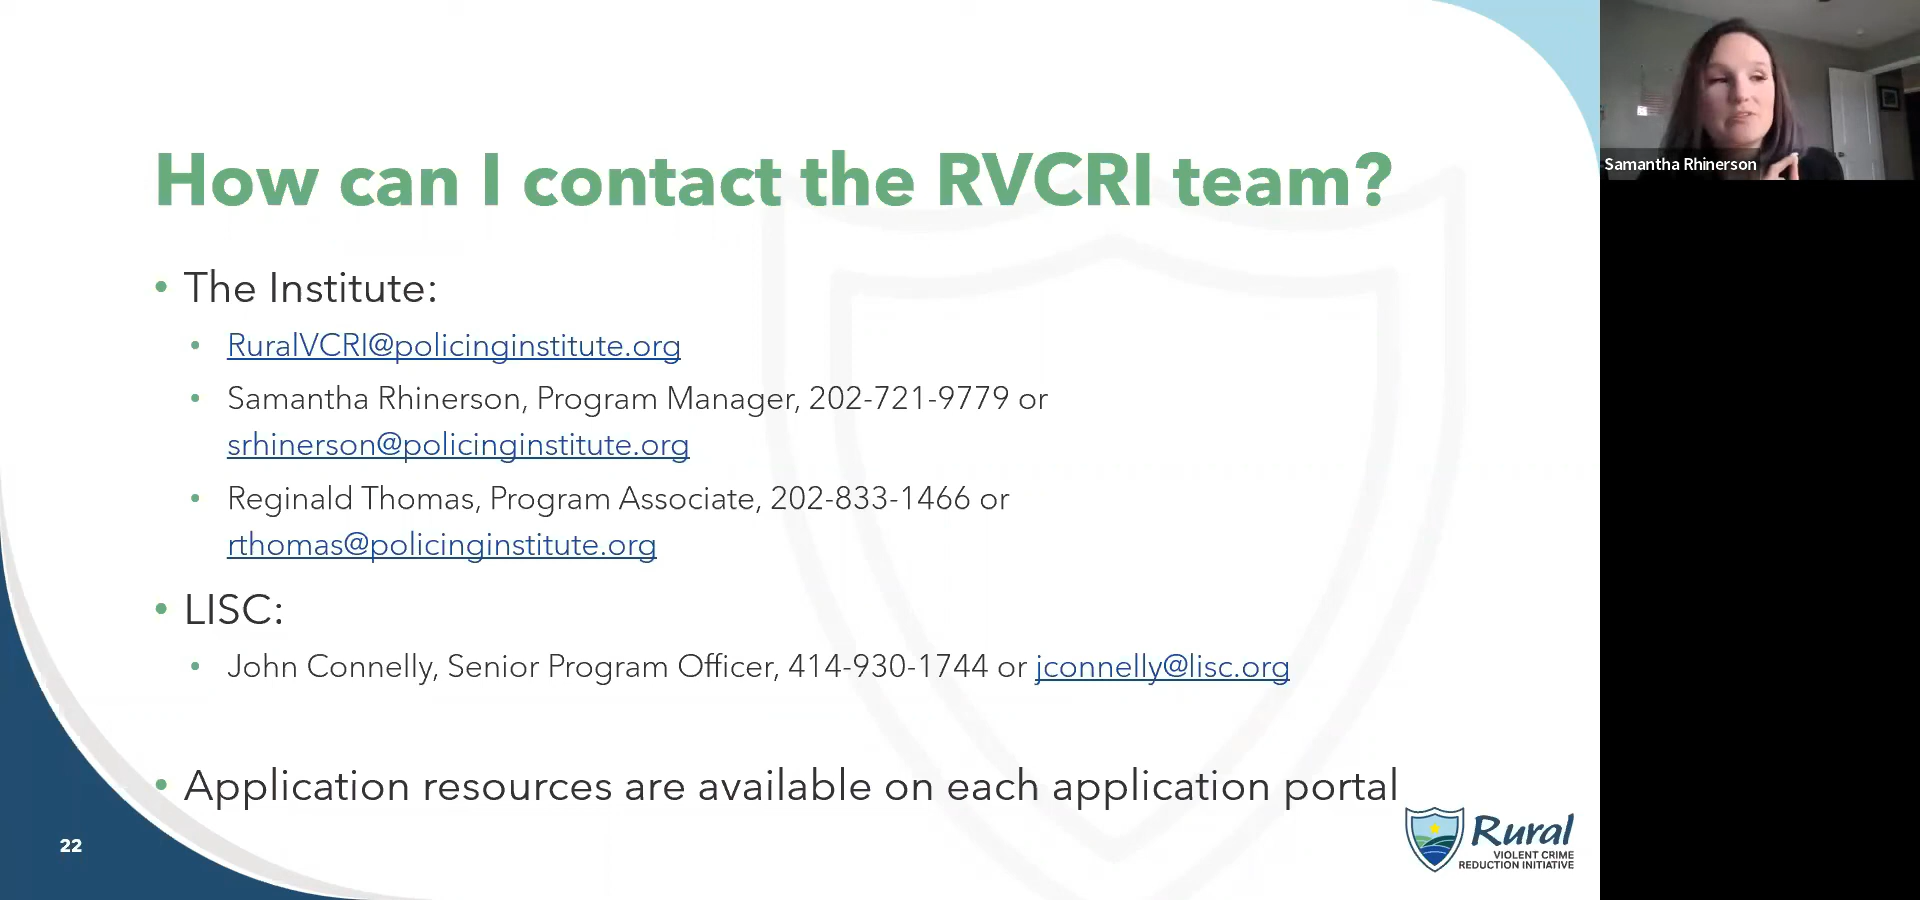 How can I contact the RVCRI team?
• The Institute:
• RuralVCRI@policinginstitute.org
• Samantha Rhinerson, Program Manager, 202-721-9779 or
srhinerson@policinginstitute.org
• Reginald Thomas, Program Associate, 202-833-1466 or
rthomas@policinginstitute.org
• LISC:
• John Connelly, Senior Program Officer, 414-930-1744 or jconnelly@lisc.org
• Application resources are available on each application portal
22
Rural
VIOLENT CRIME
REDUCTION INITIATIVE
Samantha Rhinerson